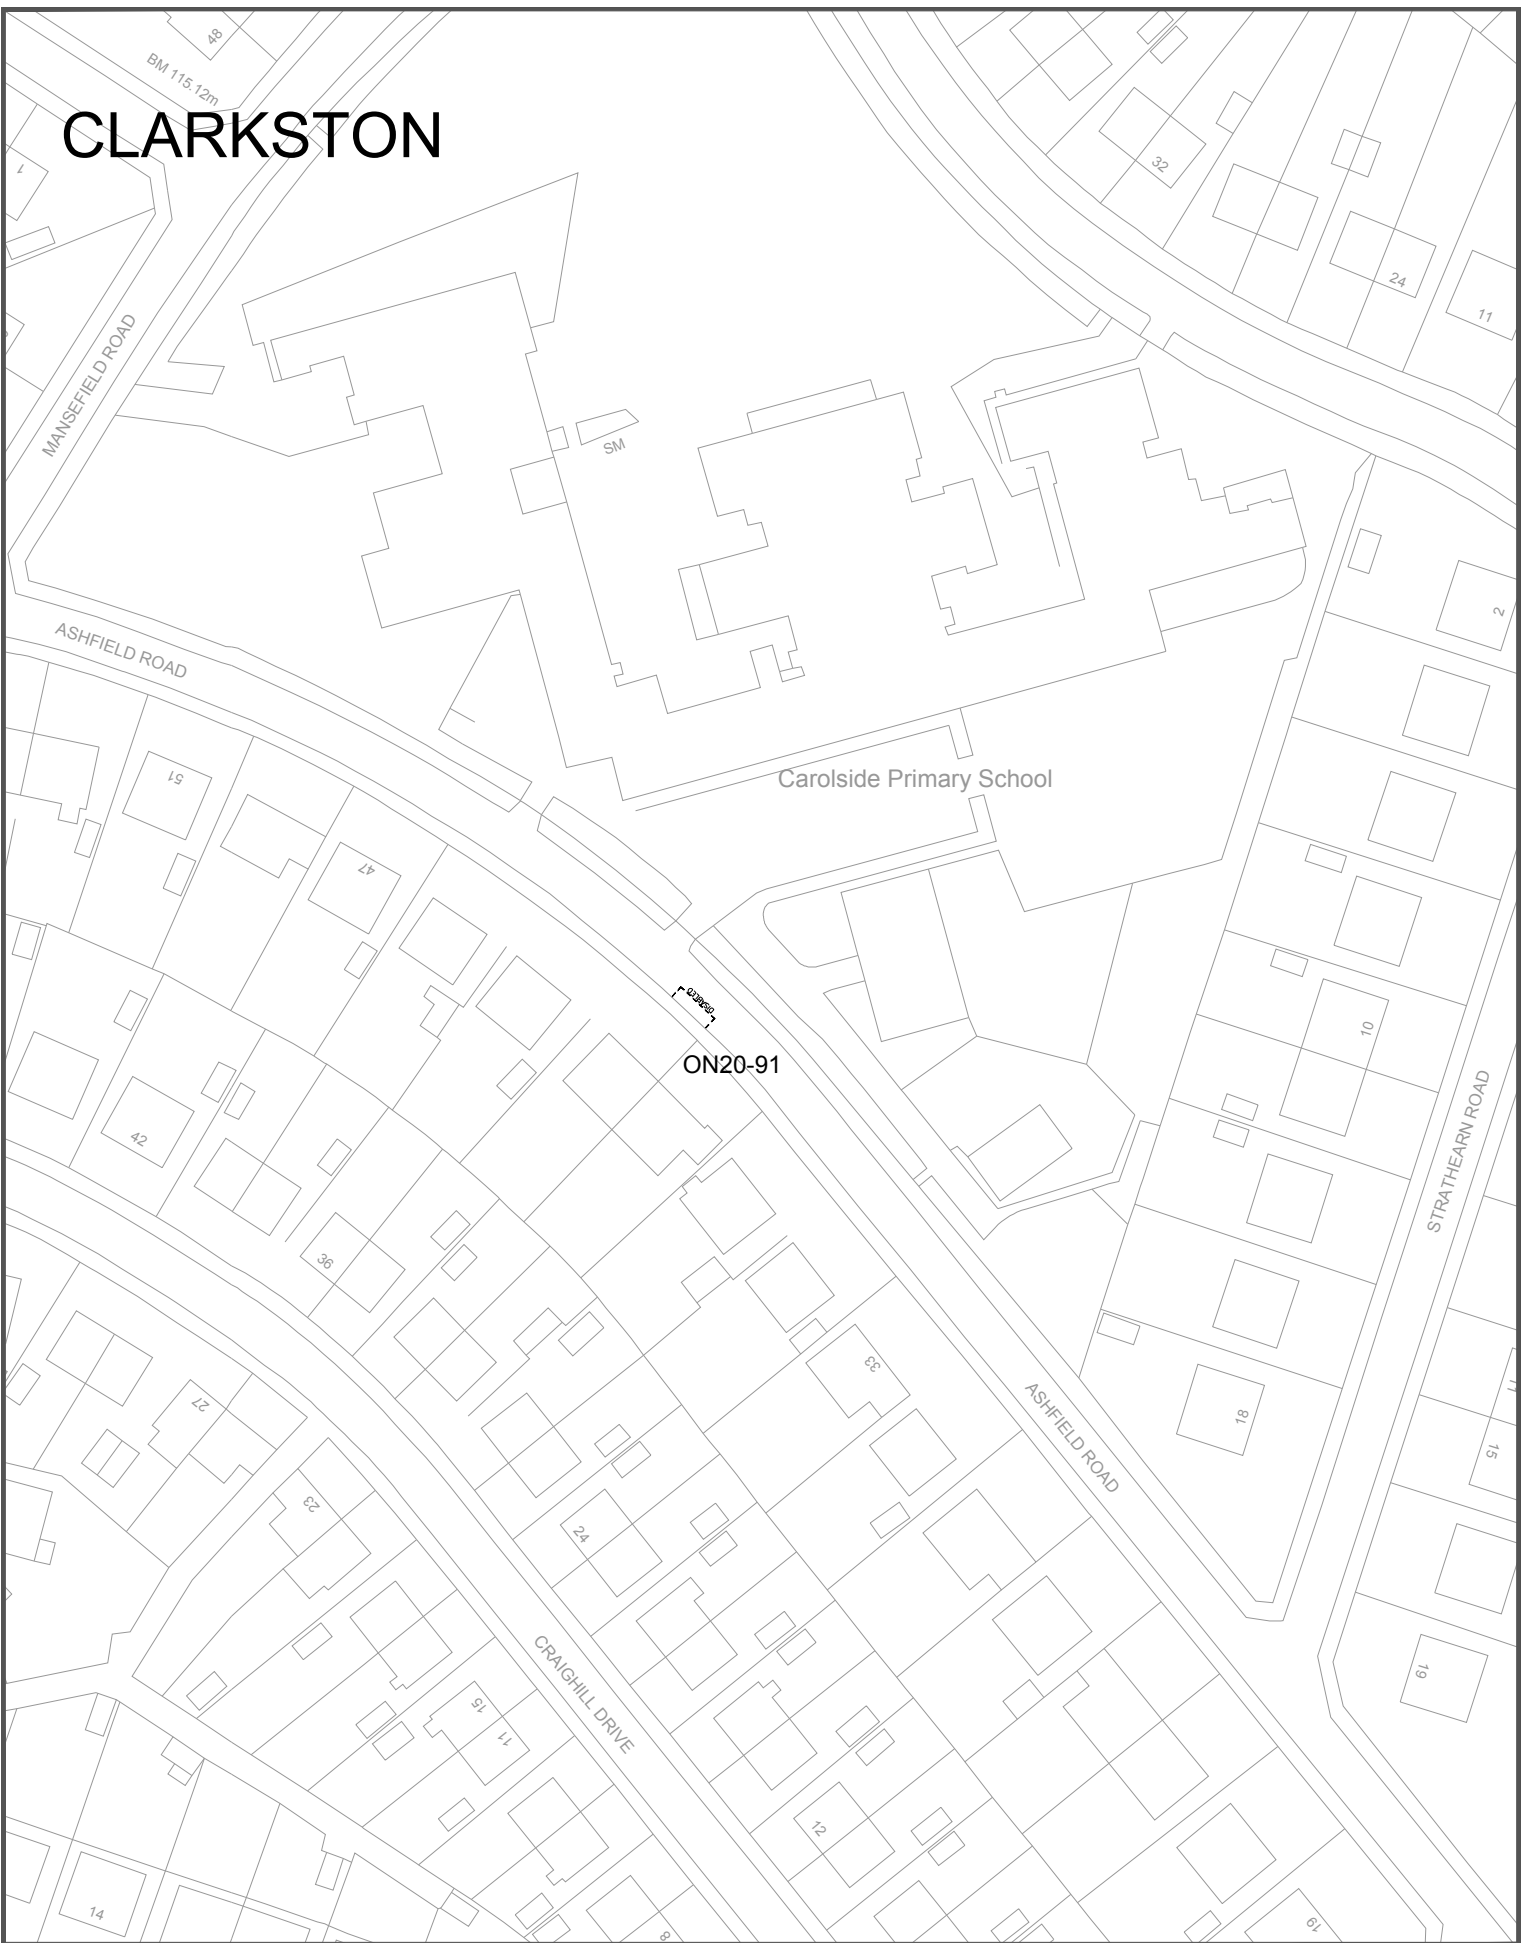 48
BM 115.12m
CLARKSTON
1
32
24
11
MANSEFIELD ROAD
SM
2
ASHFIELD ROAD
51
Carolside Primary School
47
DISABLED
ON20-91
10
42
STRATHEARN ROAD
36
33
27
ASHFIELD ROAD
18
15
23
24
CRAIGHILL DRIVE
19
15
11
12
14
8
19